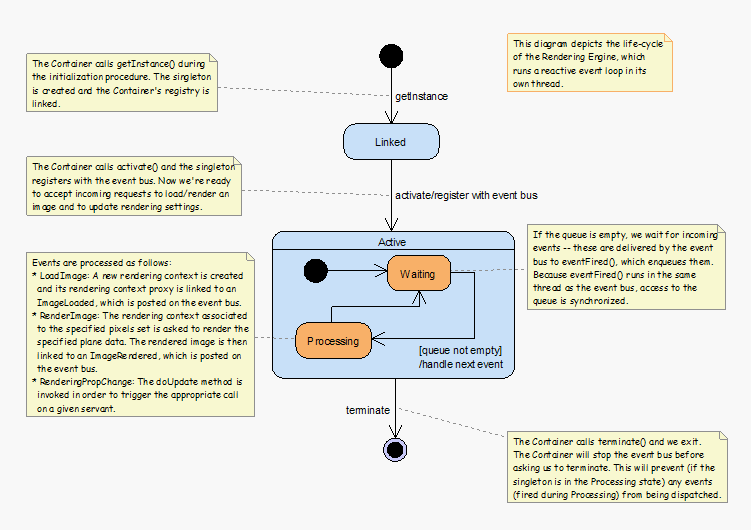 The Container calls getInstance() during
the initialization procedure. The singleton
is created and the Container's registry is
linked.
This diagram depicts the life-cycle
of the Rendering Engine, which
runs a reactive event loop in its
own thread.
getInstance
Linked
The Container calls activate() and the singleton
registers with the event bus. Now we're ready
to accept incoming requests to load/render an
image and to update rendering settings.
activate/register with event bus
Active
Waiting
Processing
[queue not empty]
/handle next event
If the queue is empty, we wait for incoming
events -- these are delivered by the event
bus to eventFired(), which enqueues them.
Because eventFired() runs in the same
thread as the event bus, access to the
queue is synchronized.
Events are processed as follows:
* LoadImage: A new rendering context is created
and its rendering context proxy is linked to an
ImageLoaded, which is posted on the event bus.
* RenderImage: The rendering context associated
to the specified pixels set is asked to render the
specified plane data. The rendered image is then
linked to an ImageRendered, which is posted on
the event bus.
* RenderingPropChange: The doUpdate method is
invoked in order to trigger the appropriate call
on a given servant.
terminate
The Container calls terminate() and we exit.
The Container will stop the event bus before
asking us to terminate. This will prevent (if the
singleton is in the Processing state) any events
(fired during Processing) from being dispatched.